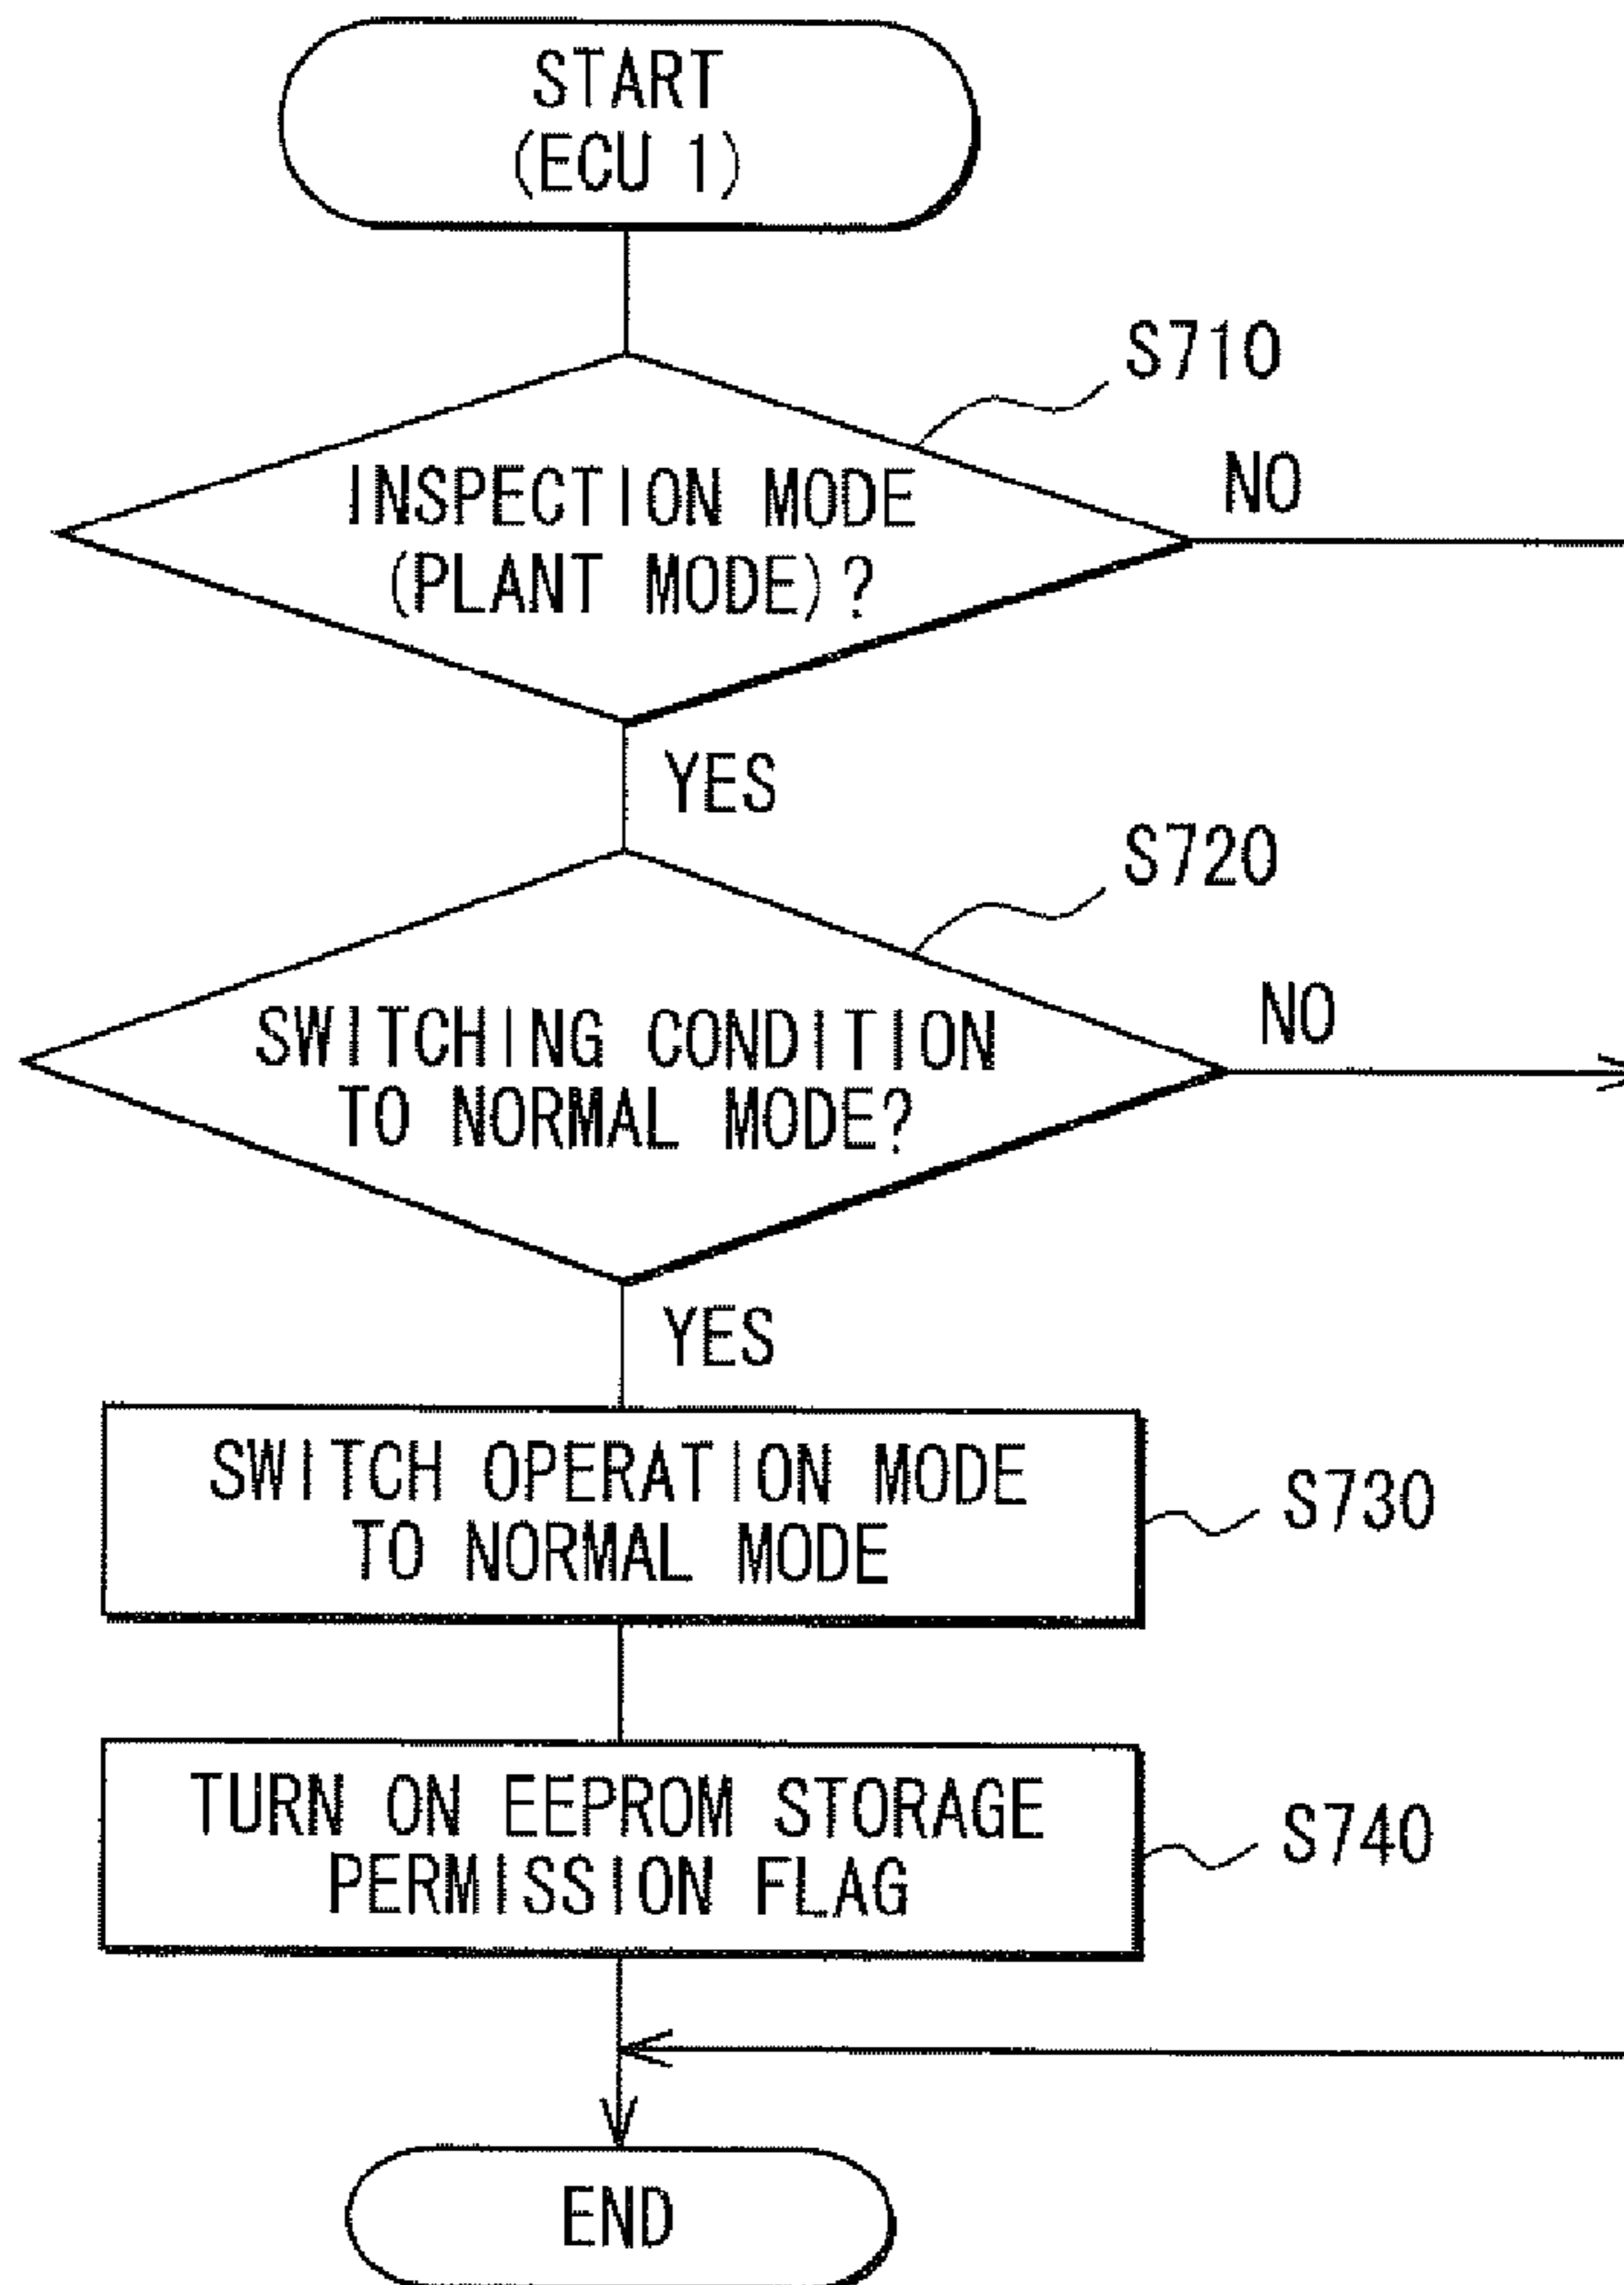 START
(ECU 1)
S710
INSPECTION MODE
(PLANT MODE)?
NO
YES
S720
SWITCHING CONDITION
TO NORMAL MODE?
NO
YES
SWITCH OPERATION MODE
TO NORMAL MODE
S730
TURN ON EEPROM STORAGE
PERMISSION FLAG
S740
END